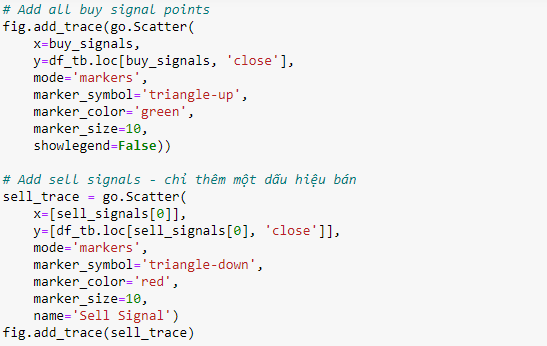 # Add all buy signal points
fig.add_trace(go.Scatter(
    x=buy_signals,
    y=df_tb.loc[buy_signals, 'close'],
    mode='markers',
    marker_symbol='triangle-up',
    marker_color='green',
    marker_size=10,
    showlegend=False))

# Add sell signals - chỉ thêm một dấu hiệu bán
sell_trace = go.Scatter(
    x=[sell_signals[0]],
    y=[df_tb.loc[sell_signals[0], 'close']],
    mode='markers',
    marker_symbol='triangle-down',
    marker_color='red',
    marker_size=10,
    name='Sell Signal')
fig.add_trace(sell_trace)